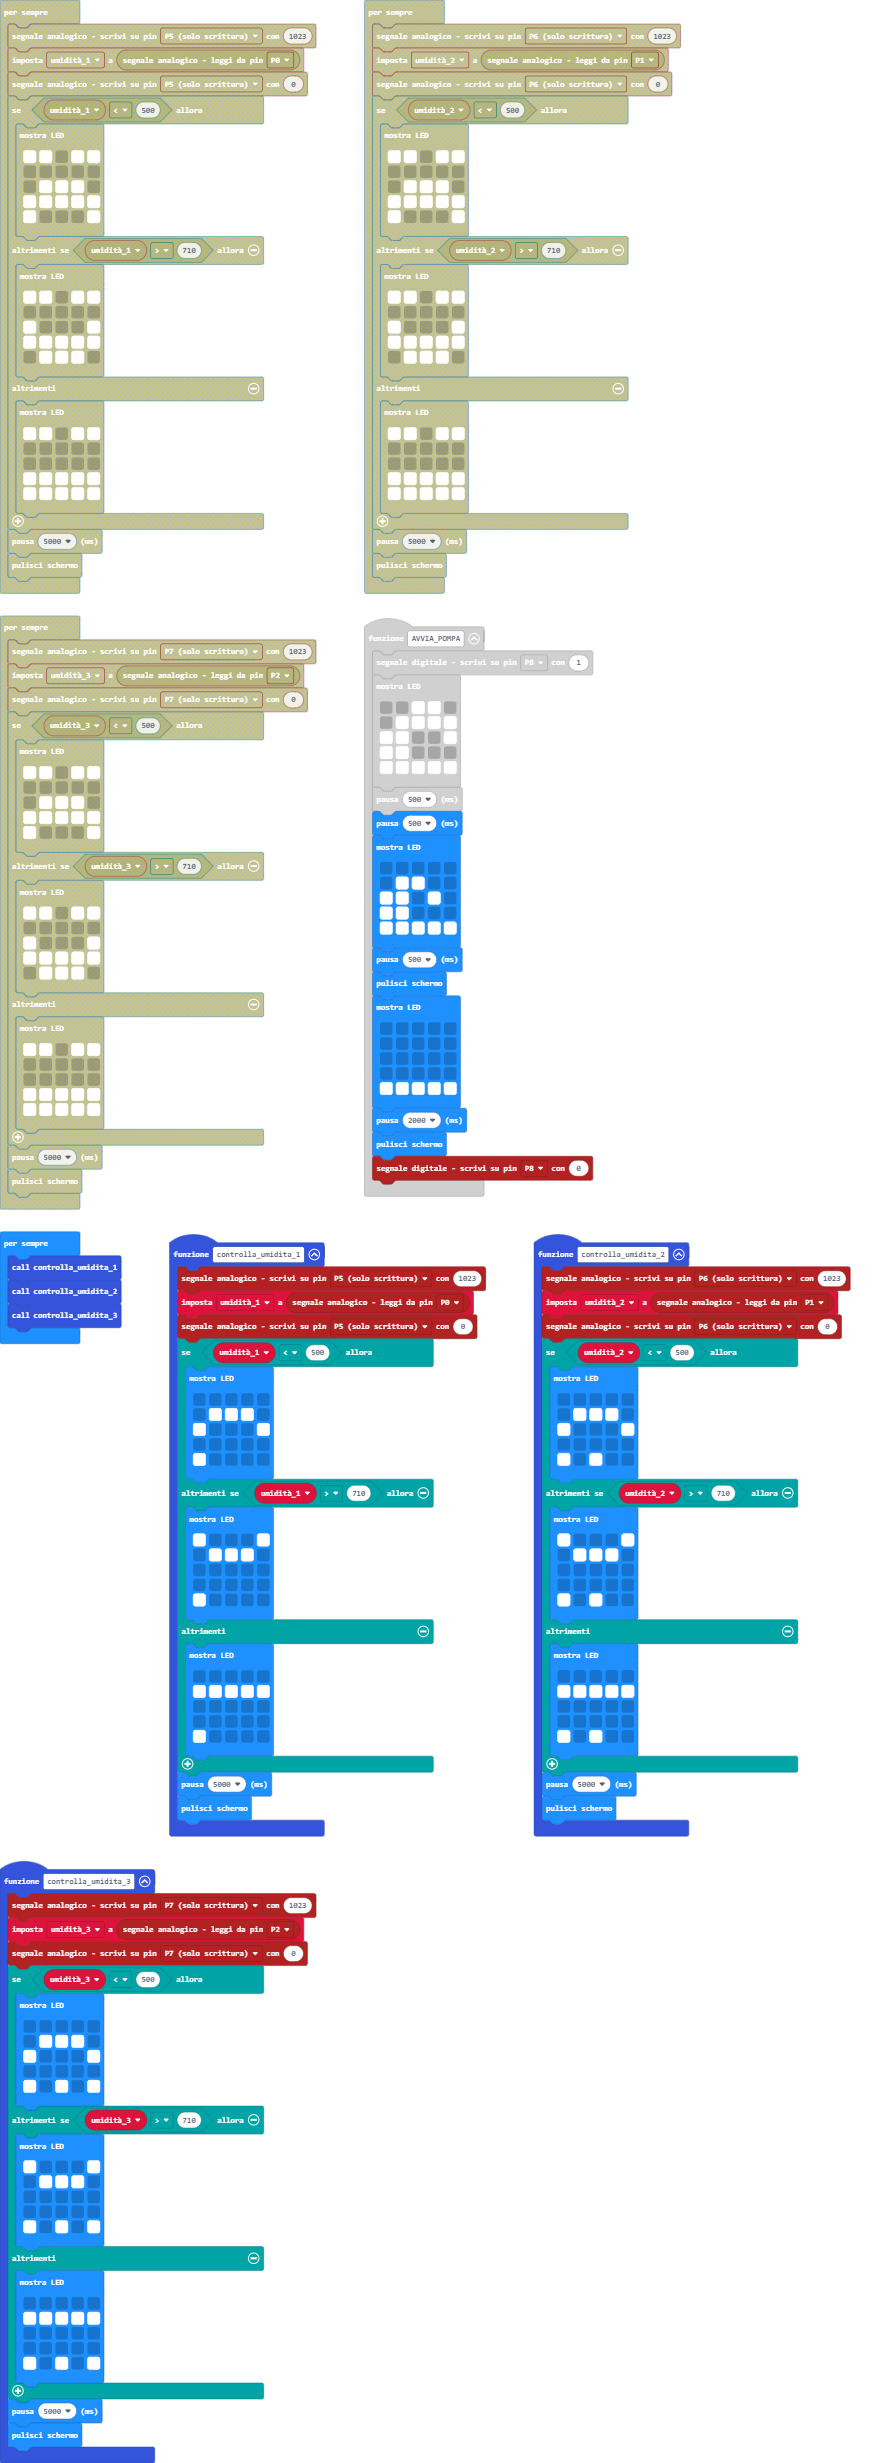 per sempre
segnale analogico - scrivi su pin P5 (solo scrittura) con 1023
imposta umidità_1 a segnale analogico - leggi da pin P0
segnale analogico - scrivi su pin P5 (solo scrittura) con 0
se umidità_1 < 500 allora
mostra LED
altrimenti se umidità_1 > 710 allora
mostra LED
altrimenti
mostra LED
pausa 5000 (ms)
pulisci schermo
per sempre
segnale analogico - scrivi su pin P6 (solo scrittura) con 1023
imposta umidità_2 a segnale analogico - leggi da pin P1
segnale analogico - scrivi su pin P6 (solo scrittura) con 0
se umidità_2 < 500 allora
mostra LED
altrimenti se umidità_2 > 710 allora
mostra LED
altrimenti
mostra LED
pausa 5000 (ms)
pulisci schermo
per sempre
segnale analogico - scrivi su pin P7 (solo scrittura) con 1023
imposta umidità_3 a segnale analogico - leggi da pin P2
segnale analogico - scrivi su pin P7 (solo scrittura) con 0
se umidità_3 < 500 allora
mostra LED
altrimenti se umidità_3 > 710 allora
mostra LED
altrimenti
mostra LED
pausa 5000 (ms)
pulisci schermo
funzione AVVIA_POMPA
segnale digitale - scrivi su pin P8 con 1
mostra LED
pausa 500 (ms)
pausa 500 (ms)
mostra LED
pausa 500 (ms)
pulisci schermo
mostra LED
pausa 2000 (ms)
pulisci schermo
segnale digitale - scrivi su pin P8 con 0
per sempre
call controlla_umidita_1
call controlla_umidita_2
call controlla_umidita_3
funzione controlla_umidita_1
segnale analogico - scrivi su pin P5 (solo scrittura) con 1023
imposta umidità_1 a segnale analogico - leggi da pin P0
segnale analogico - scrivi su pin P5 (solo scrittura) con 0
se umidità_1 < 500 allora
mostra LED
altrimenti se umidità_1 > 710 allora
mostra LED
altrimenti
mostra LED
pausa 5000 (ms)
pulisci schermo
funzione controlla_umidita_2
segnale analogico - scrivi su pin P6 (solo scrittura) con 1023
imposta umidità_2 a segnale analogico - leggi da pin P1
segnale analogico - scrivi su pin P6 (solo scrittura) con 0
se umidità_2 < 500 allora
mostra LED
altrimenti se umidità_2 > 710 allora
mostra LED
altrimenti
mostra LED
pausa 5000 (ms)
pulisci schermo
funzione controlla_umidita_3
segnale analogico - scrivi su pin P7 (solo scrittura) con 1023
imposta umidità_3 a segnale analogico - leggi da pin P2
segnale analogico - scrivi su pin P7 (solo scrittura) con 0
se umidità_3 < 500 allora
mostra LED
altrimenti se umidità_3 > 710 allora
mostra LED
altrimenti
mostra LED
pausa 5000 (ms)
pulisci schermo